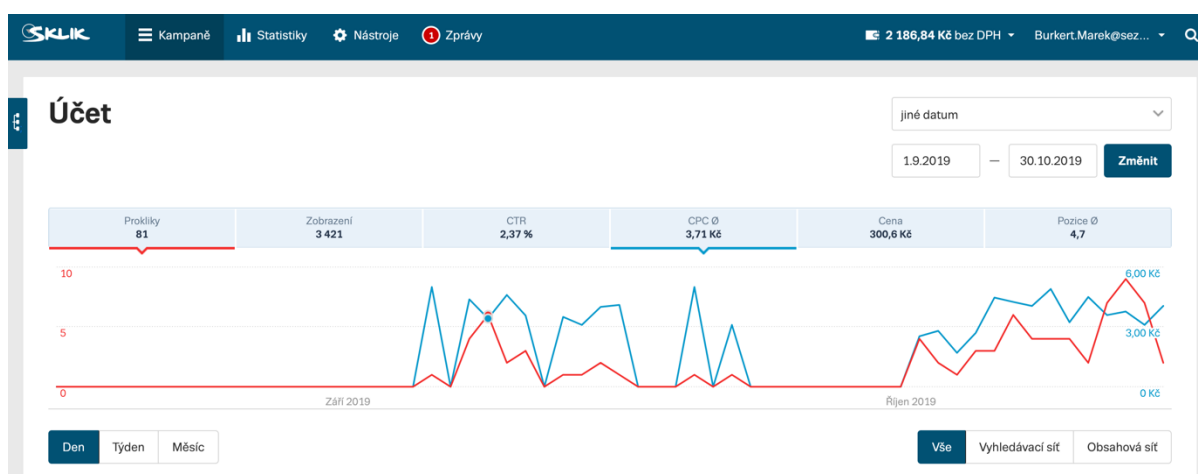 SKLIK Kampaně Statistiky Nástroje 1 Zprávy 2 186,84 Kč bez DPH Burkert.Marek@sez...
Účet
jiné datum
1.9.2019 — 30.10.2019 Změnit
Prokliky Zobrazení CTR CPC Ø Cena Pozice Ø
81 3 421 2,37 % 3,71 Kč 300,6 Kč 4,7
10 6,00 Kč
5 3,00 Kč
0 0 Kč
Září 2019 Říjen 2019
Den Týden Měsíc Vše Vyhledávací síť Obsahová síť